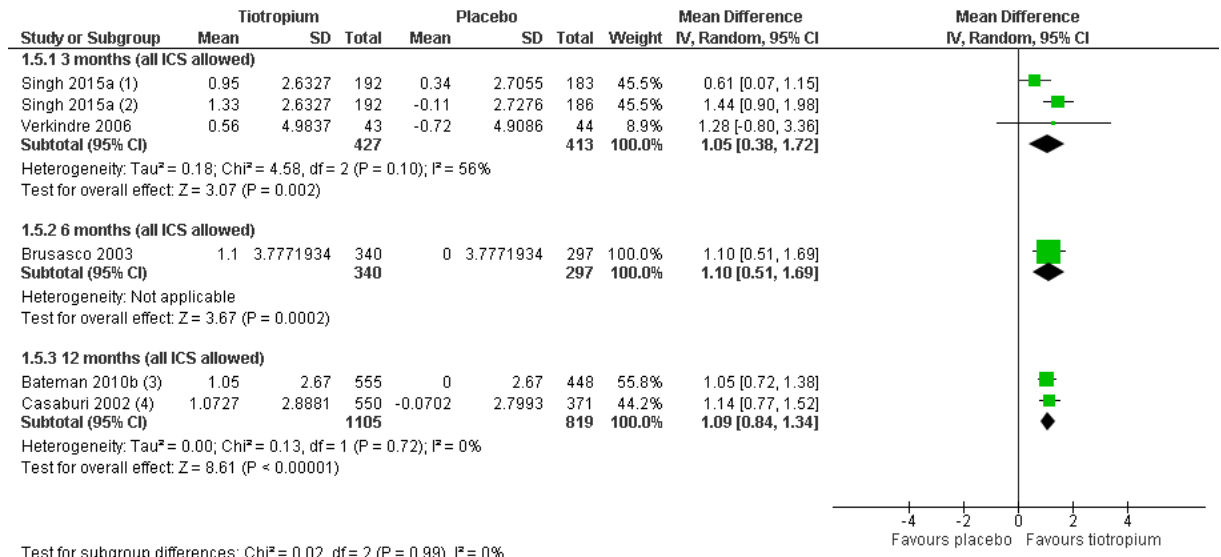 Tiotropium Placebo Mean Difference Mean Difference
Study or Subgroup Mean SD Total Mean SD Total Weight IV, Random, 95% CI IV, Random, 95% CI
1.5.1 3 months (all ICS allowed)
Singh 2015a (1) 0.95 2.6327 192 0.34 2.7055 183 45.5% 0.61 [0.07, 1.15]
Singh 2015a (2) 1.33 2.6327 192 -0.11 2.7276 186 45.5% 1.44 [0.90, 1.98]
Verkindre 2006 0.56 4.9837 43 -0.72 4.9086 44 8.9% 1.28 [-0.80, 3.36]
Subtotal (95% CI) 427 413 100.0% 1.05 [0.38, 1.72]
Heterogeneity: Tau² = 0.18; Chi² = 4.58, df = 2 (P = 0.10); I² = 56%
Test for overall effect: Z = 3.07 (P = 0.002)
1.5.2 6 months (all ICS allowed)
Brusasco 2003 1.1 3.7771934 340 0 3.7771934 297 100.0% 1.10 [0.51, 1.69]
Subtotal (95% CI) 340 297 100.0% 1.10 [0.51, 1.69]
Heterogeneity: Not applicable
Test for overall effect: Z = 3.67 (P = 0.0002)
1.5.3 12 months (all ICS allowed)
Bateman 2010b (3) 1.05 2.67 555 0 2.67 448 55.8% 1.05 [0.72, 1.38]
Casaburi 2002 (4) 1.0727 2.8881 550 -0.0702 2.7993 371 44.2% 1.14 [0.77, 1.52]
Subtotal (95% CI) 1105 819 100.0% 1.09 [0.84, 1.34]
Heterogeneity: Tau² = 0.00; Chi² = 0.13, df = 1 (P = 0.72); I² = 0%
Test for overall effect: Z = 8.61 (P < 0.00001)
-4 -2 0 2 4
Favours placebo Favours tiotropium
Test for subgroup differences: Chi² = 0.02, df = 2 (P = 0.99), I² = 0%